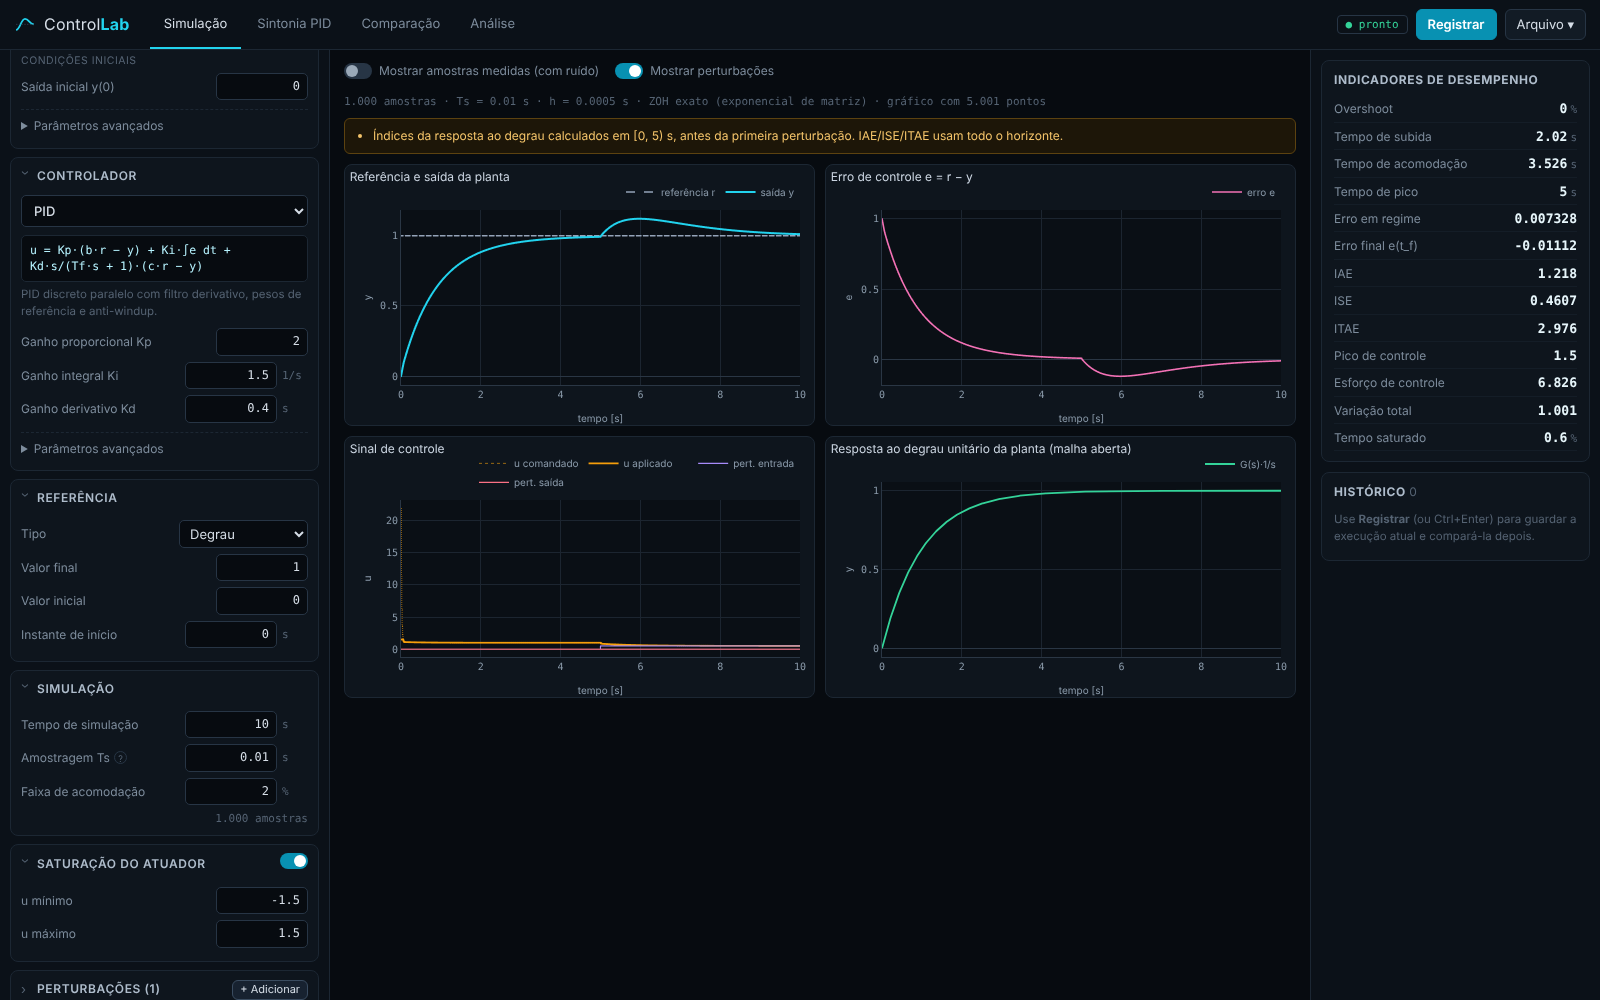 ControlLab
Simulação
Sintonia PID
Comparação
Análise
● pronto
Registrar
Arquivo ▾
CONDIÇÕES INICIAIS
Saída inicial y(0)
0
▶ Parâmetros avançados
CONTROLADOR
PID
u = Kp·(b·r − y) + Ki·∫e dt +
Kd·s/(Tf·s + 1)·(c·r − y)
PID discreto paralelo com filtro derivativo, pesos de
referência e anti-windup.
Ganho proporcional Kp
2
Ganho integral Ki
1.5 1/s
Ganho derivativo Kd
0.4 s
▶ Parâmetros avançados
REFERÊNCIA
Tipo
Degrau
Valor final
1
Valor inicial
0
Instante de início
0 s
SIMULAÇÃO
Tempo de simulação
10 s
Amostragem Ts ?
0.01 s
Faixa de acomodação
2 %
1.000 amostras
SATURAÇÃO DO ATUADOR
u mínimo
-1.5
u máximo
1.5
PERTURBAÇÕES (1)
+ Adicionar
Mostrar amostras medidas (com ruído)
Mostrar perturbações
1.000 amostras · Ts = 0.01 s · h = 0.0005 s · ZOH exato (exponencial de matriz) · gráfico com 5.001 pontos
• Índices da resposta ao degrau calculados em [0, 5) s, antes da primeira perturbação. IAE/ISE/ITAE usam todo o horizonte.
Referência e saída da planta
referência r
saída y
1
0.5
0
y
0 2 4 6 8 10
tempo [s]
Erro de controle e = r − y
erro e
1
0.5
0
e
0 2 4 6 8 10
tempo [s]
Sinal de controle
u comandado
u aplicado
pert. entrada
pert. saída
20
15
10
5
0
u
0 2 4 6 8 10
tempo [s]
Resposta ao degrau unitário da planta (malha aberta)
G(s)·1/s
1
0.5
0
y
0 2 4 6 8 10
tempo [s]
INDICADORES DE DESEMPENHO
Overshoot 0 %
Tempo de subida 2.02 s
Tempo de acomodação 3.526 s
Tempo de pico 5 s
Erro em regime 0.007328
Erro final e(t_f) -0.01112
IAE 1.218
ISE 0.4607
ITAE 2.976
Pico de controle 1.5
Esforço de controle 6.826
Variação total 1.001
Tempo saturado 0.6 %
HISTÓRICO 0
Use Registrar (ou Ctrl+Enter) para guardar a
execução atual e compará-la depois.